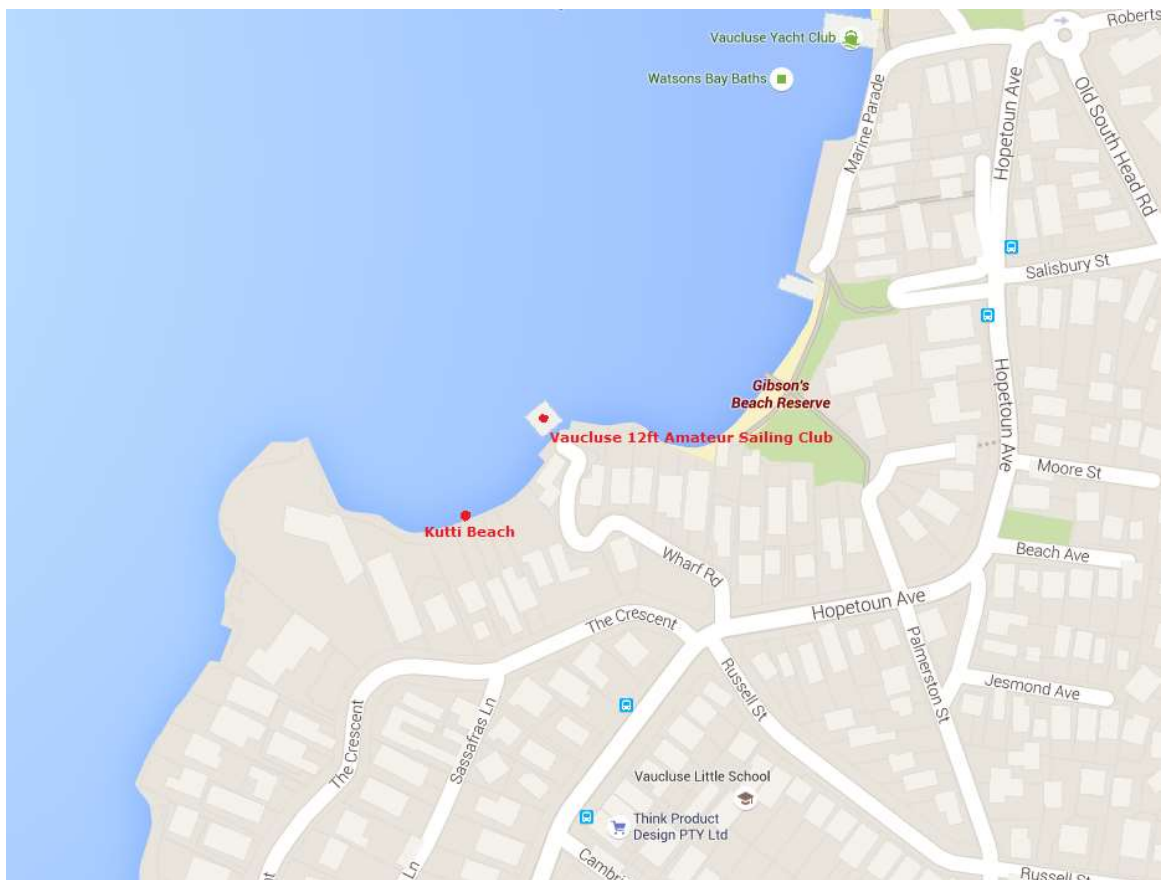 Vaucluse Yacht Club
Roberts
Watsons Bay Baths
Marine Parade
Hopetoun Ave
Old South Head Rd
Salisbury St
Gibson's
Beach Reserve
Hopetoun Ave
Vaucluse 12ft Amateur Sailing Club
Moore St
Kutti Beach
Beach Ave
Wharf Rd
Hopetoun Ave
The Crescent
Palmerston St
Russell St
Jesmond Ave
The Crescent
Sassafras Ln
Vaucluse Little School
Think Product
Design PTY Ltd
Cambri
Ln
Russell St
nt